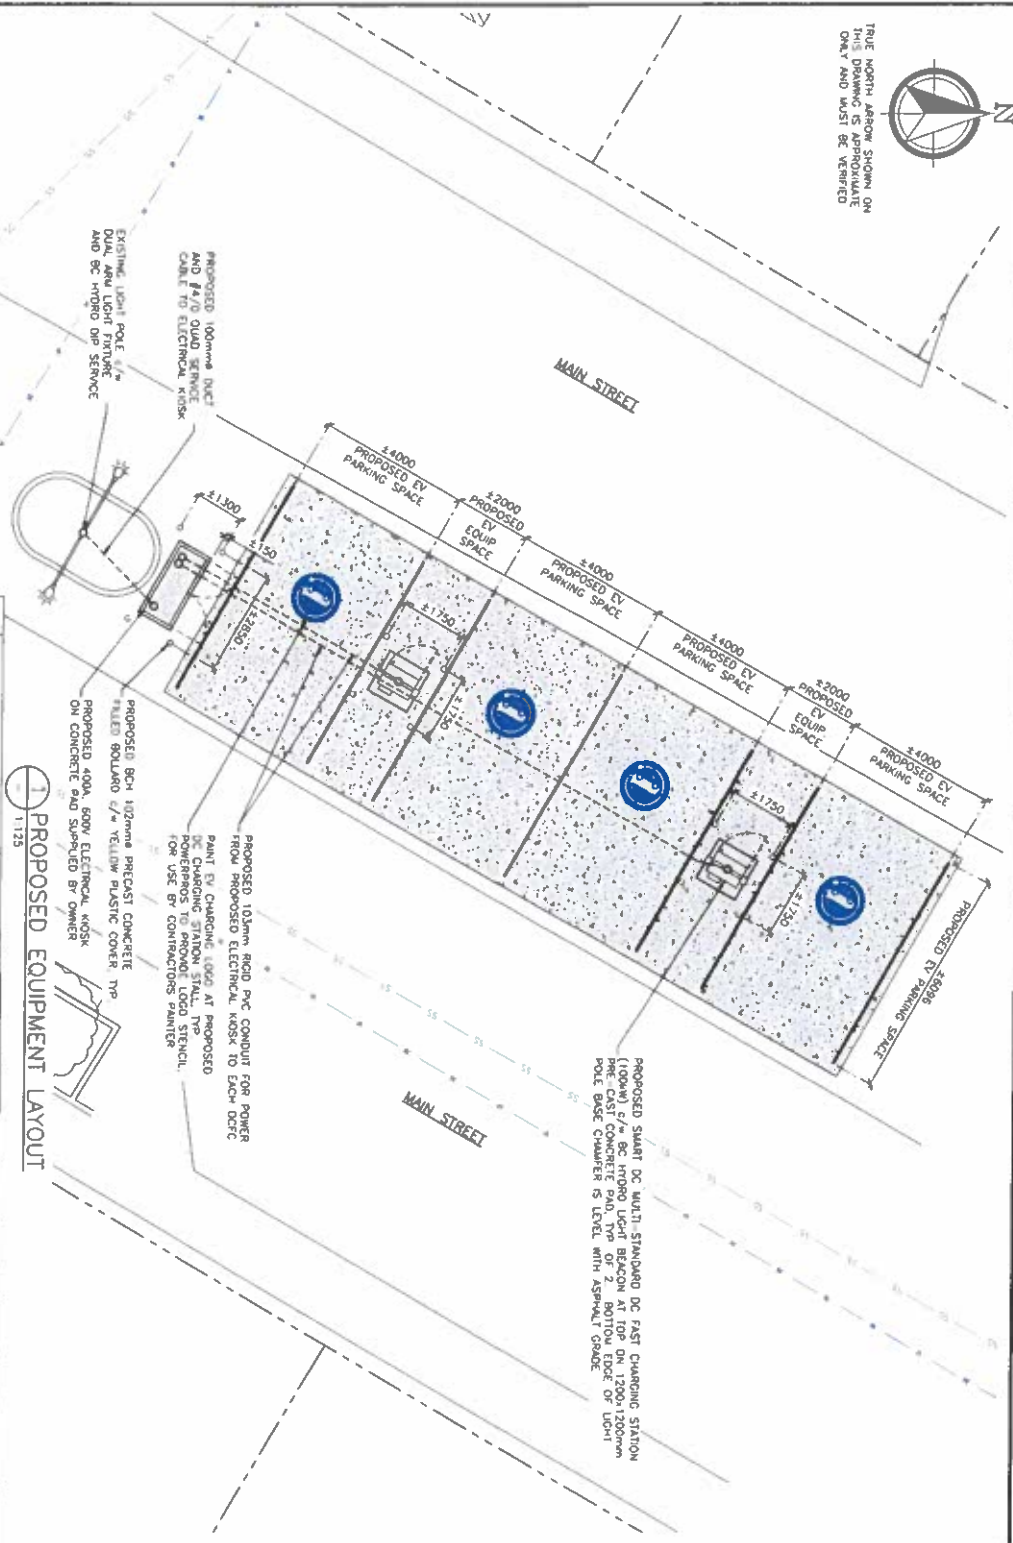 TRUE NORTH ARROW SHOWN ON
THIS DRAWING IS APPROXIMATE
ONLY AND MUST BE VERIFIED
N
MAIN STREET
PROPOSED 100mmø DUCT
AND #4/0 QUAD SERVICE
CABLE TO ELECTRICAL KIOSK
EXISTING LIGHT POLE c/w
DUAL ARM LIGHT FIXTURE
AND BC HYDRO DIP SERVICE
±4000
PROPOSED EV
PARKING SPACE
±2000
PROPOSED
EV
EQUIP
SPACE
±4000
PROPOSED EV
PARKING SPACE
±4000
PROPOSED EV
PARKING SPACE
±2000
PROPOSED
EV
EQUIP
SPACE
±4000
PROPOSED EV
PARKING SPACE
±6096
PROPOSED EV PARKING SPACE
±1300
±150
±2850
±1750
±1750
±1750
±1750
PROPOSED SMART DC MULTI-STANDARD DC FAST CHARGING STATION
(100kW) c/w BC HYDRO LIGHT BEACON AT TOP ON 1200x1200mm
PRE-CAST CONCRETE PAD, TYP OF 2. BOTTOM EDGE OF LIGHT
POLE BASE CHAMFER IS LEVEL WITH ASPHALT GRADE
MAIN STREET
PROPOSED 103mm RIGID PVC CONDUIT FOR POWER
FROM PROPOSED ELECTRICAL KIOSK TO EACH DCFC
PAINT EV CHARGING LOGO AT PROPOSED
DC CHARGING STATION STALL, TYP
POWERPROS TO PROVIDE LOGO STENCIL
FOR USE BY CONTRACTORS PAINTER
PROPOSED BCH 102mmø PRECAST CONCRETE
FILLED BOLLARD c/w YELLOW PLASTIC COVER, TYP
PROPOSED 400A, 600V ELECTRICAL KIOSK
ON CONCRETE PAD SUPPLIED BY OWNER
1
PROPOSED EQUIPMENT LAYOUT
1:125